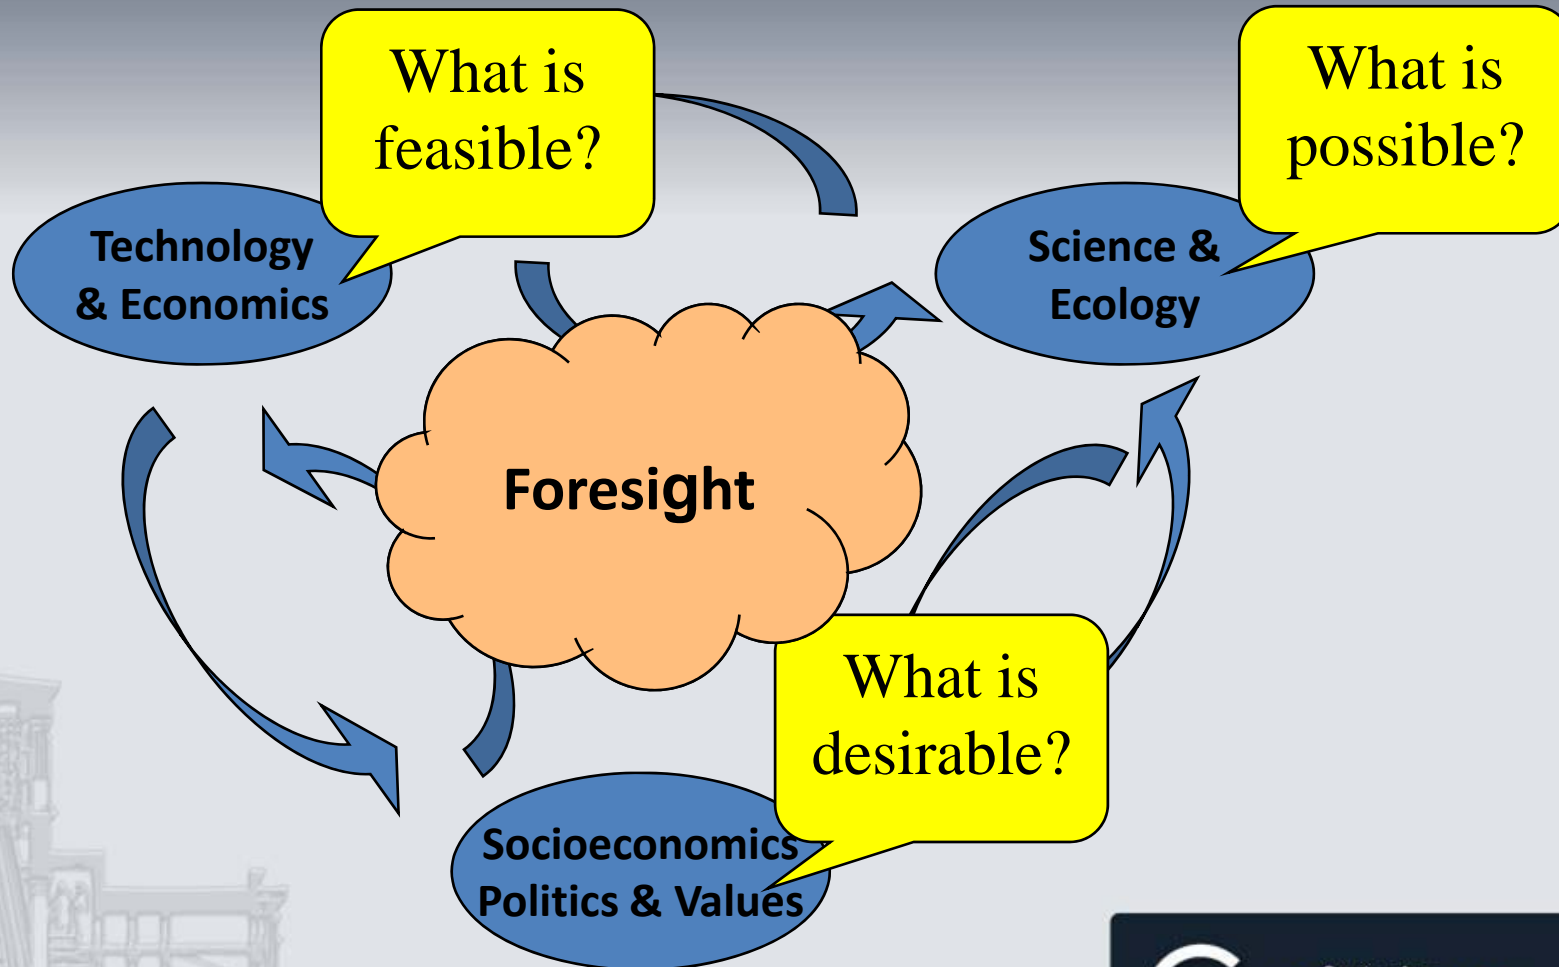 What is
feasible?
What is
possible?
Technology
& Economics
Science &
Ecology
Foresight
What is
desirable?
Socioeconomics
Politics & Values